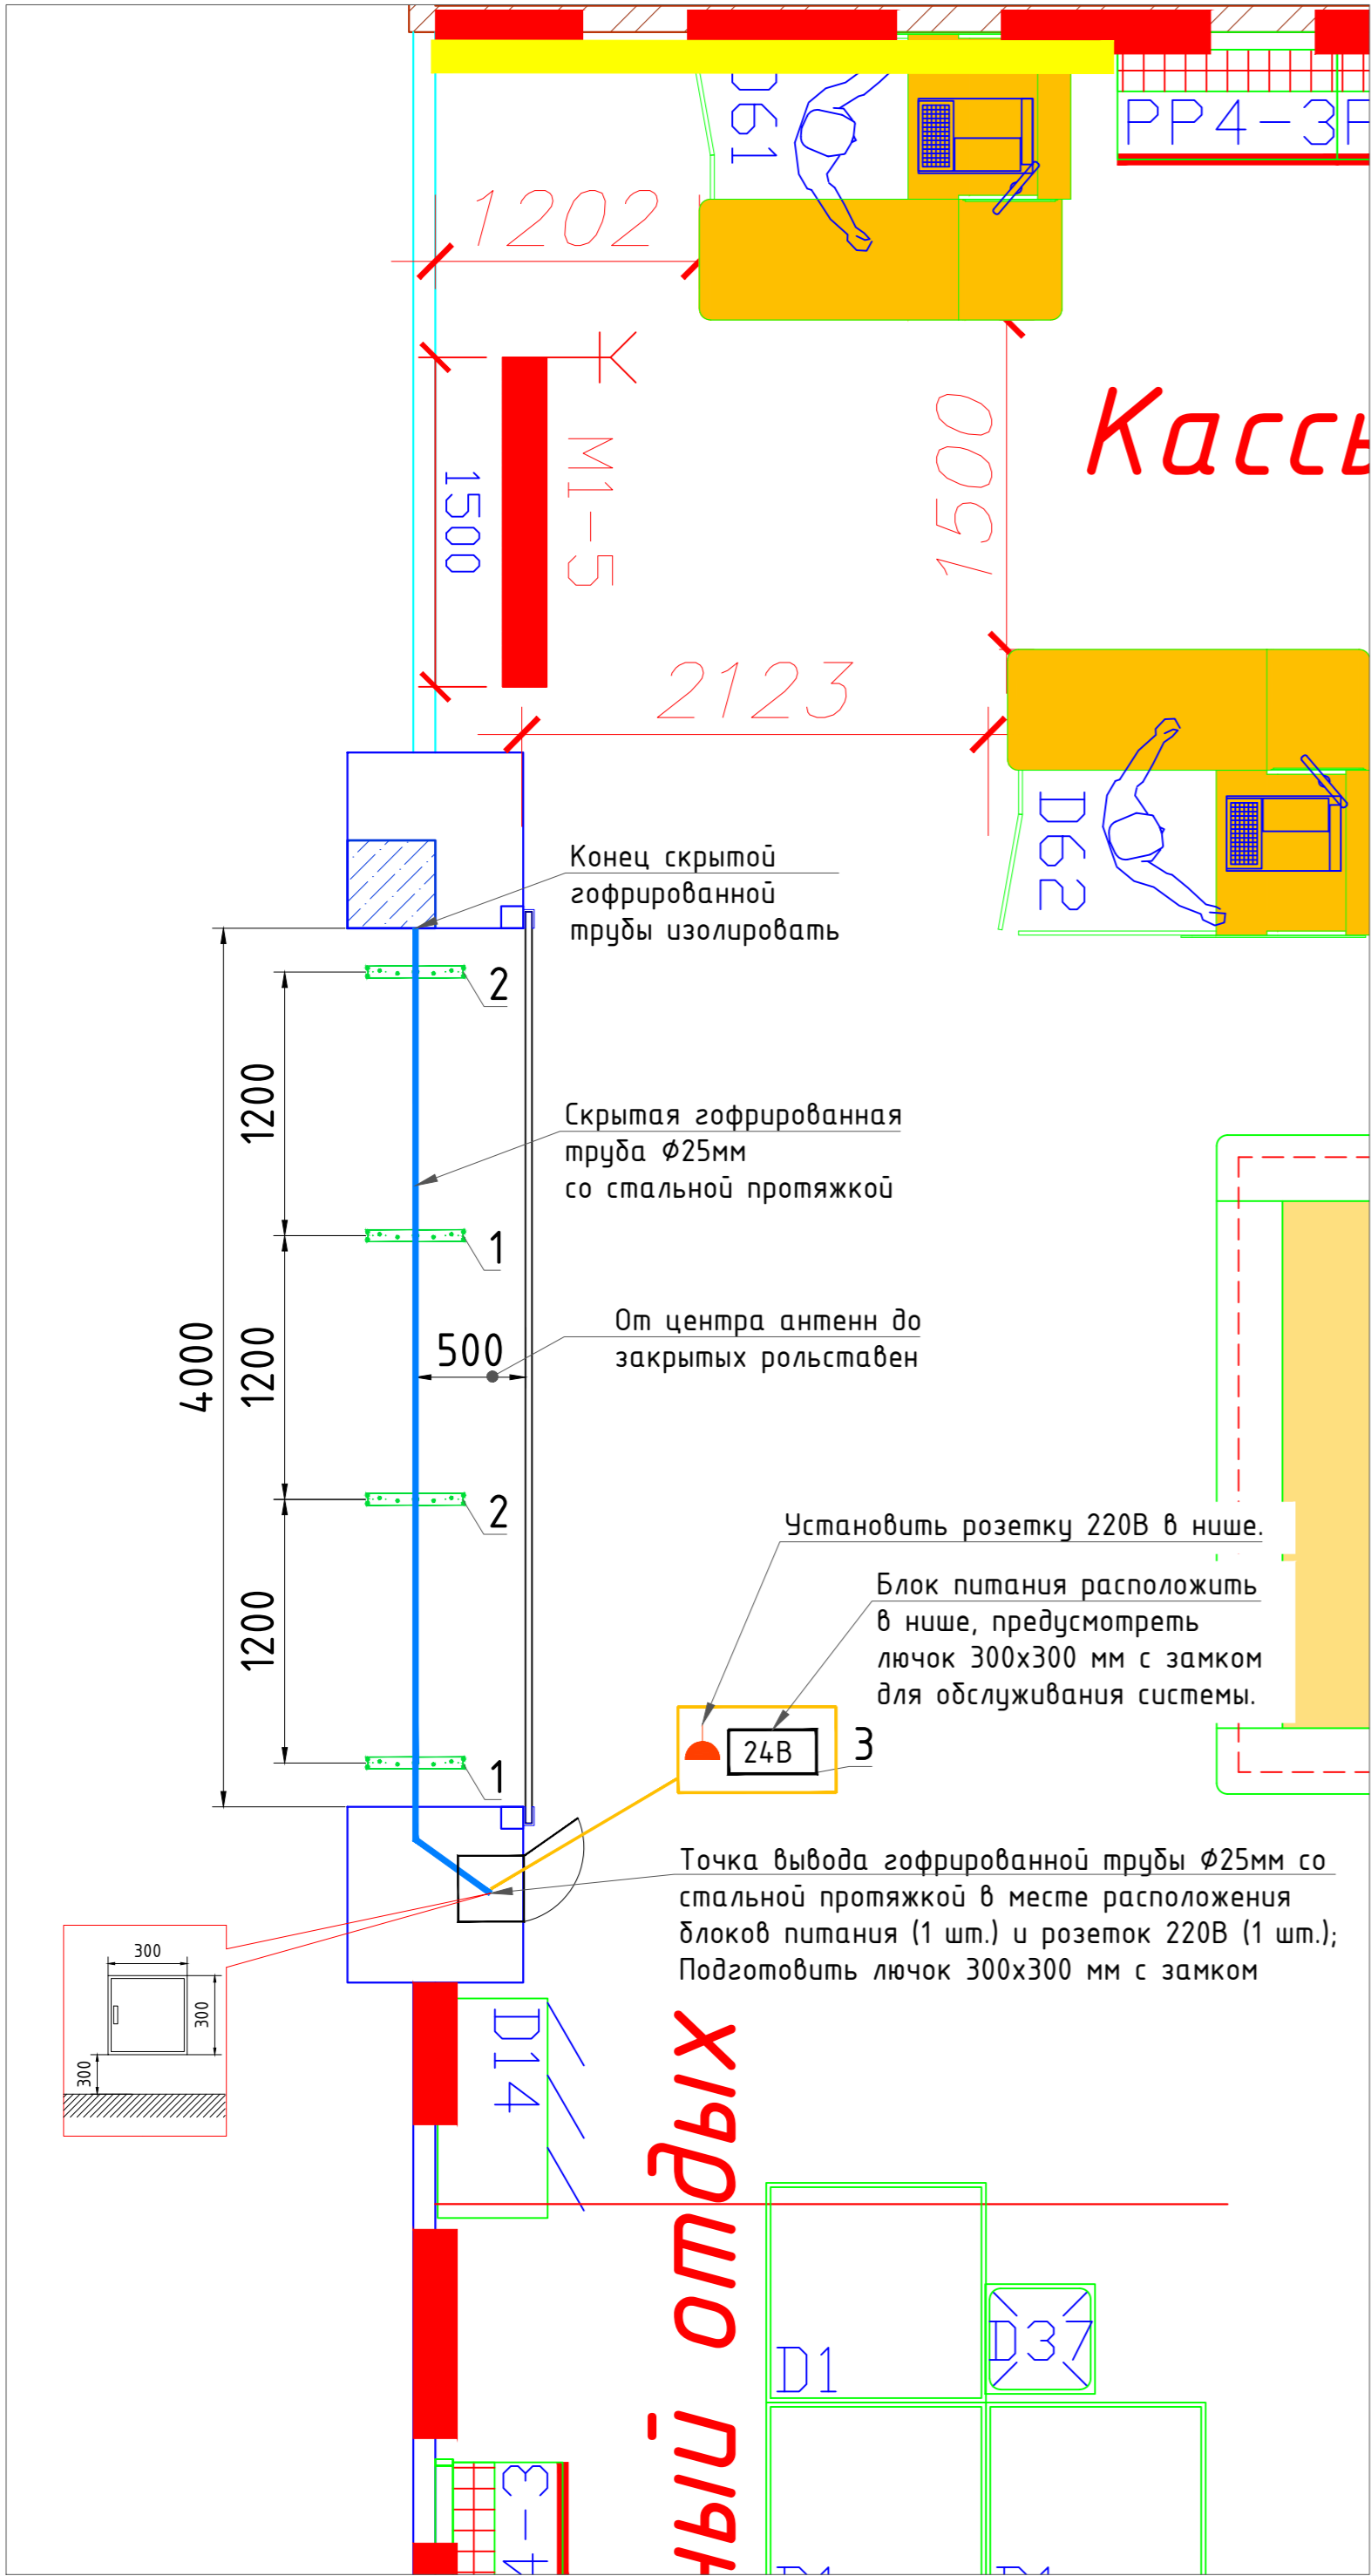 D61
PP4-3
1202
Кассы
M1-5
1500
1500
2123
D62
Конец скрытой
гофрированной
трубы изолировать
2
1200
Скрытая гофрированная
труба Ф25мм
со стальной протяжкой
1
От центра антенн до
закрытых рольставен
500
4000
1200
2
Установить розетку 220В в нише.
Блок питания расположить
в нише, предусмотреть
лючок 300х300 мм с замком
для обслуживания системы.
1200
24В
3
1
Точка вывода гофрированной трубы Ф25мм со
стальной протяжкой в месте расположения
блоков питания (1 шт.) и розеток 220В (1 шт.);
Подготовить лючок 300х300 мм с замком
300
300
300
D14
ный отдых
D1
D37
D1
D1